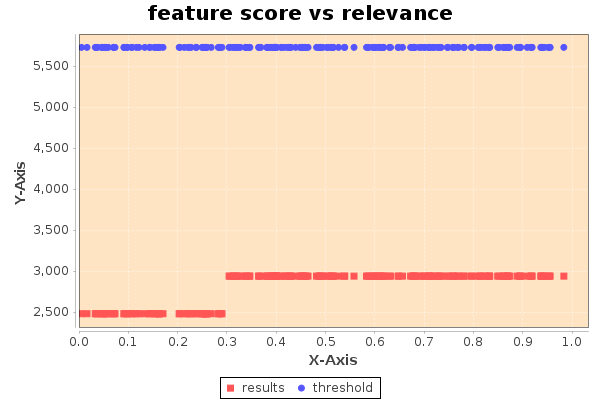 feature score vs relevance
Y-Axis
5,500
5,000
4,500
4,000
3,500
3,000
2,500
0.0 0.1 0.2 0.3 0.4 0.5 0.6 0.7 0.8 0.9 1.0
X-Axis
results threshold